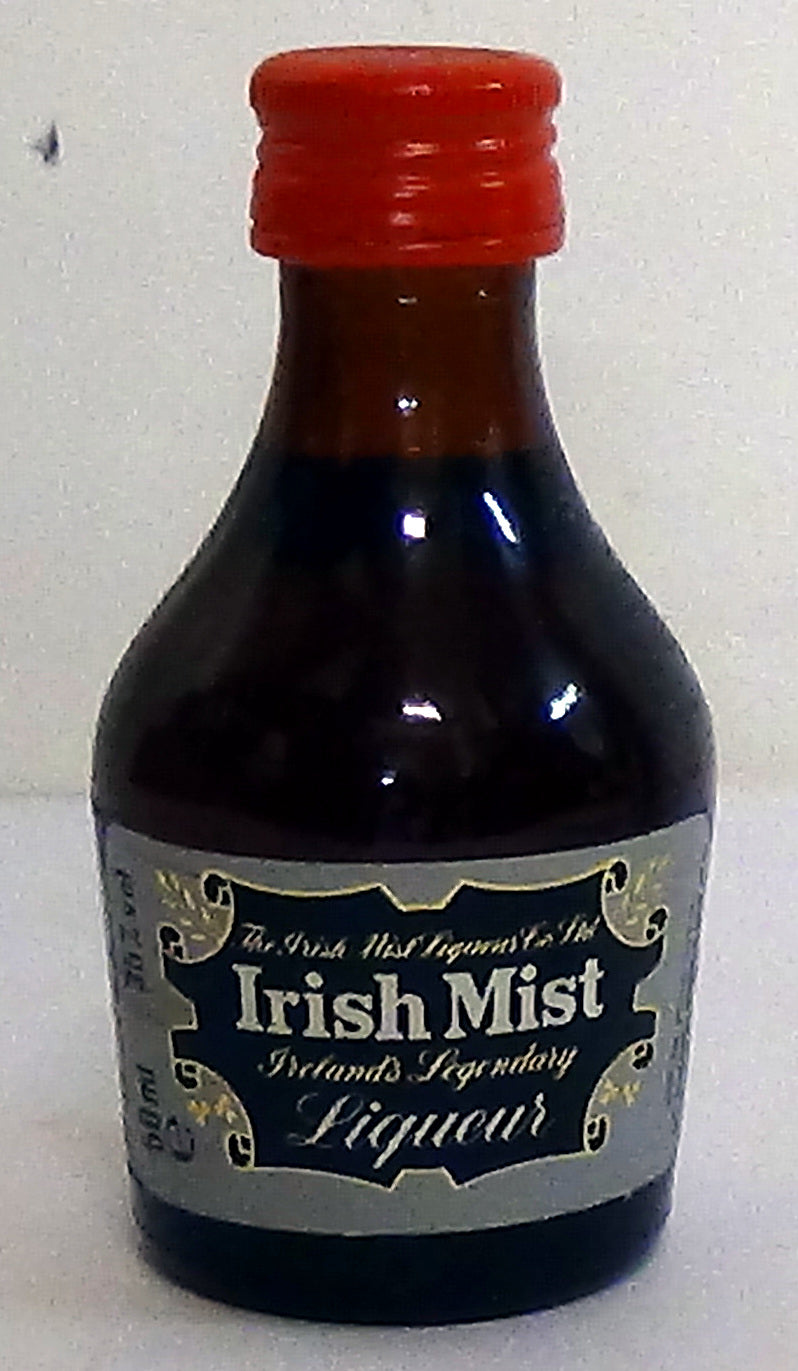 The Irish Mist Liqueur Co. Ltd
Irish Mist
Ireland's Legendary
Liqueur